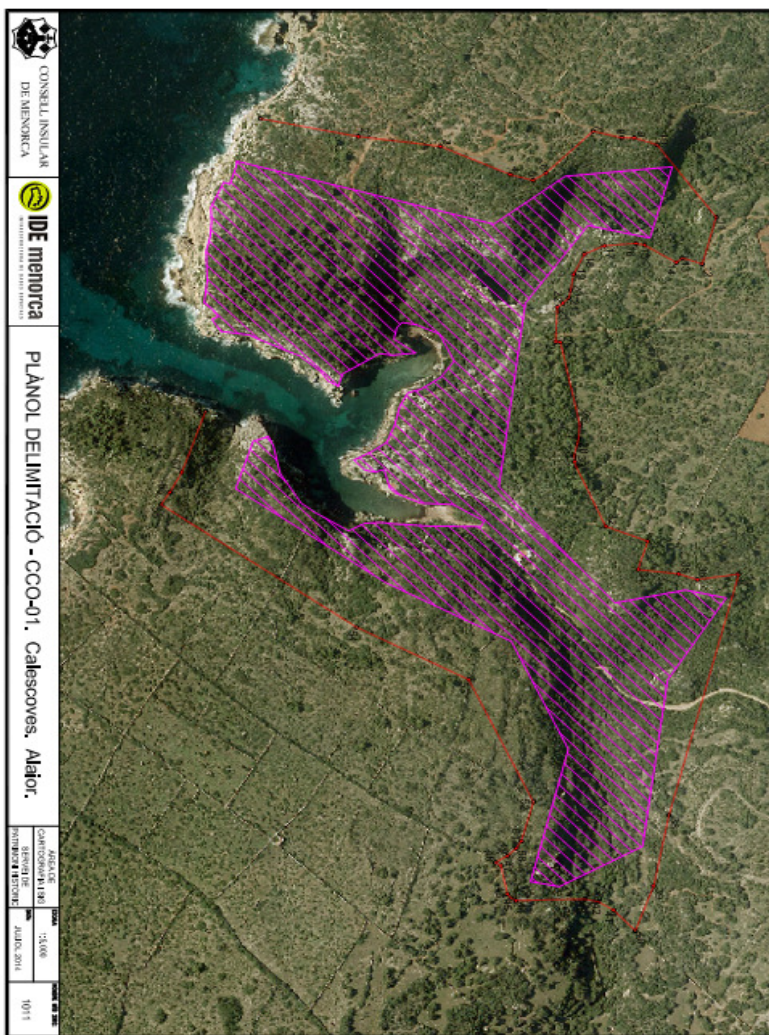 CONSELL INSULAR
DE MENORCA
IDE menorca
PLÀNOL DELIMITACIÓ - CCO-01. Calescoves. Alaior.
ÀREA DE
CARTOGRAFIA I SIG
SERVEI DE
PATRIMONI HISTÒRIC
1:5.000
JULIOL 2014
1011